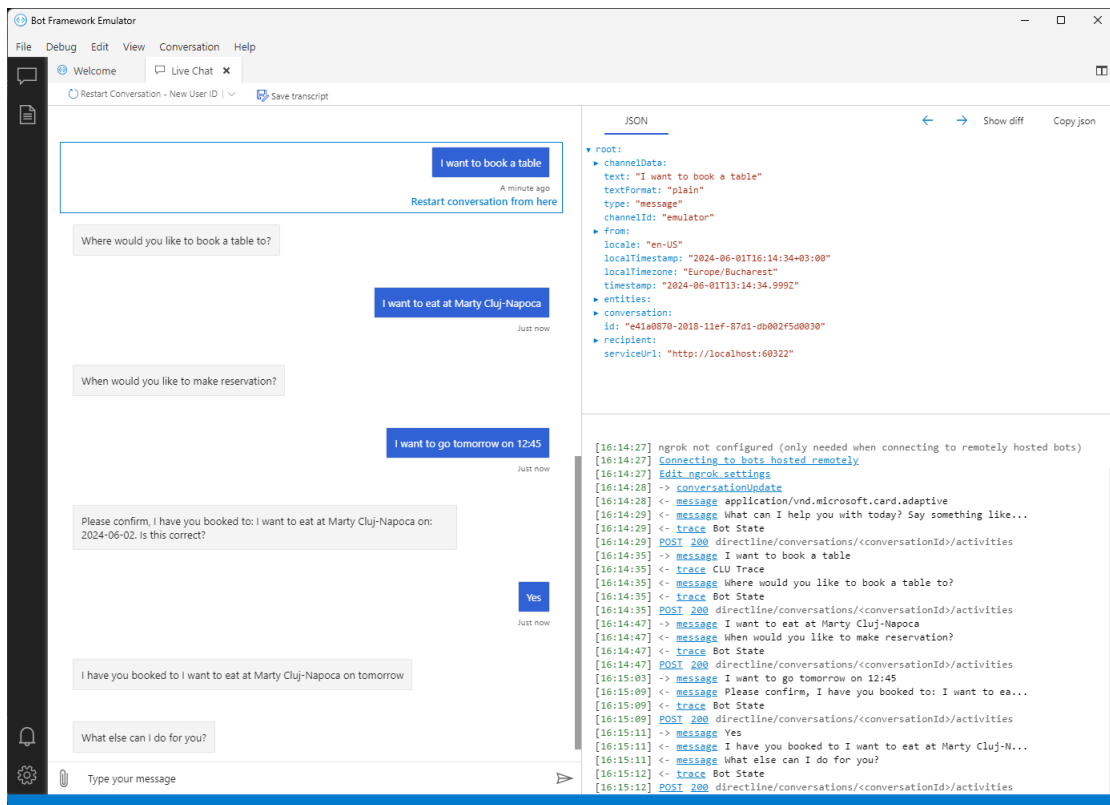 Bot Framework Emulator
File Debug Edit View Conversation Help
Welcome
Live Chat
Restart Conversation - New User ID
Save transcript
I want to book a table
A minute ago
Restart conversation from here
Where would you like to book a table to?
I want to eat at Marty Cluj-Napoca
Just now
When would you like to make reservation?
I want to go tomorrow on 12:45
Just now
Please confirm, I have you booked to: I want to eat at Marty Cluj-Napoca on:
2024-06-02. Is this correct?
Yes
Just now
I have you booked to I want to eat at Marty Cluj-Napoca on tomorrow
What else can I do for you?
Type your message
JSON
Show diff
Copy json
root:
channelData:
text: "I want to book a table"
textFormat: "plain"
type: "message"
channelId: "emulator"
from:
locale: "en-US"
localTimestamp: "2024-06-01T16:14:34+03:00"
localTimezone: "Europe/Bucharest"
timestamp: "2024-06-01T13:14:34.999Z"
entities:
conversation:
id: "e41a0870-2018-11ef-87d1-db002f5d0030"
recipient:
serviceUrl: "http://localhost:60322"
[16:14:27] ngrok not configured (only needed when connecting to remotely hosted bots)
[16:14:27] Connecting to bots hosted remotely
[16:14:27] Edit ngrok settings
[16:14:28] -> conversationUpdate
[16:14:28] <- message application/vnd.microsoft.card.adaptive
[16:14:29] <- message What can I help you with today? Say something like...
[16:14:29] <- trace Bot State
[16:14:29] POST 200 directline/conversations/<conversationId>/activities
[16:14:35] -> message I want to book a table
[16:14:35] <- trace CLU Trace
[16:14:35] <- message Where would you like to book a table to?
[16:14:35] <- trace Bot State
[16:14:35] POST 200 directline/conversations/<conversationId>/activities
[16:14:47] -> message I want to eat at Marty Cluj-Napoca
[16:14:47] <- message When would you like to make reservation?
[16:14:47] <- trace Bot State
[16:14:47] POST 200 directline/conversations/<conversationId>/activities
[16:15:03] -> message I want to go tomorrow on 12:45
[16:15:09] <- message Please confirm, I have you booked to: I want to ea...
[16:15:09] <- trace Bot State
[16:15:09] POST 200 directline/conversations/<conversationId>/activities
[16:15:11] -> message Yes
[16:15:11] <- message I have you booked to I want to eat at Marty Cluj-N...
[16:15:11] <- message What else can I do for you?
[16:15:12] <- trace Bot State
[16:15:12] POST 200 directline/conversations/<conversationId>/activities